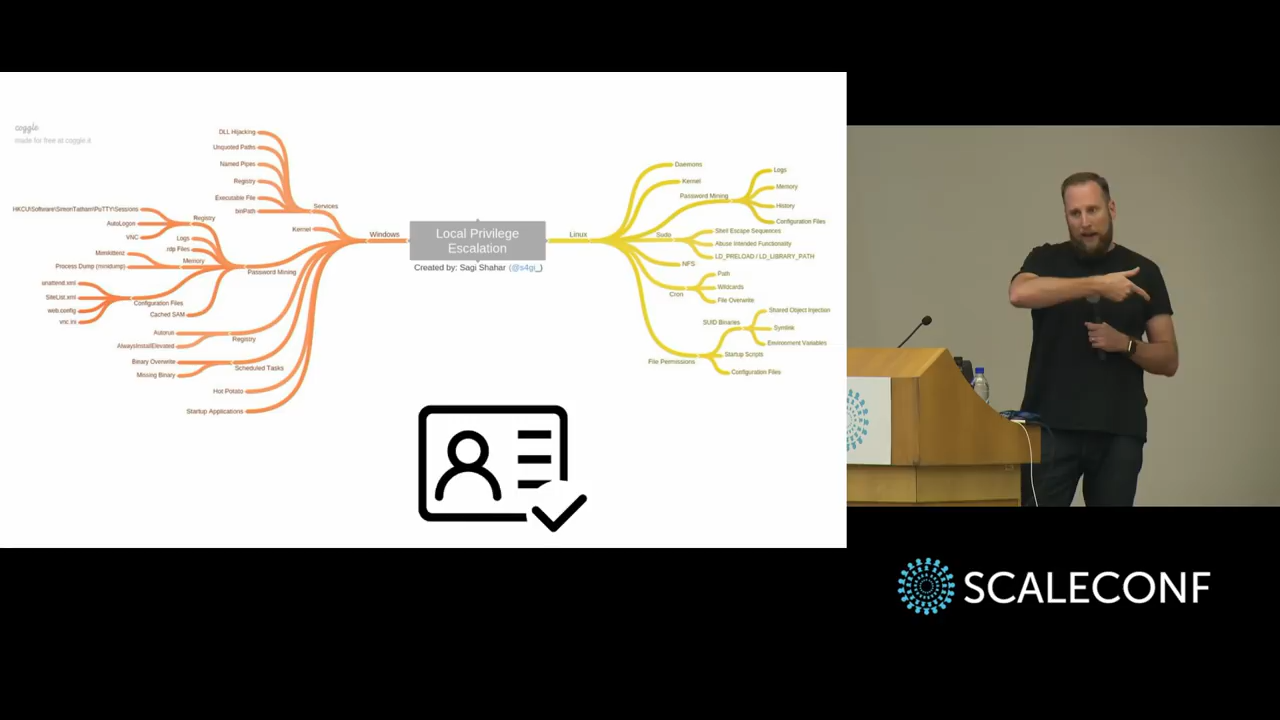 coggle
made for free at coggle.it
Local Privilege
Escalation
Created by: Sagi Shahar (@s4gi_)
Windows
Services
DLL Hijacking
Unquoted Paths
Named Pipes
Registry
Executable File
binPath
Kernel
Password Mining
Registry
HKCU\Software\SimonTatham\PuTTY\Sessions
AutoLogon
VNC
Logs
.rdp Files
Memory
Mimikittenz
Process Dump (minidump)
Configuration Files
unattend.xml
SiteList.xml
web.config
vnc.ini
Cached SAM
Registry
Autorun
AlwaysInstallElevated
Scheduled Tasks
Binary Overwrite
Missing Binary
Hot Potato
Startup Applications
Linux
Daemons
Kernel
Password Mining
Logs
Memory
History
Configuration Files
Sudo
Shell Escape Sequences
Abuse Intended Functionality
LD_PRELOAD / LD_LIBRARY_PATH
NFS
Cron
Path
Wildcards
File Overwrite
File Permissions
SUID Binaries
Shared Object Injection
Symlink
Environment Variables
Startup Scripts
Configuration Files
SCALECONF